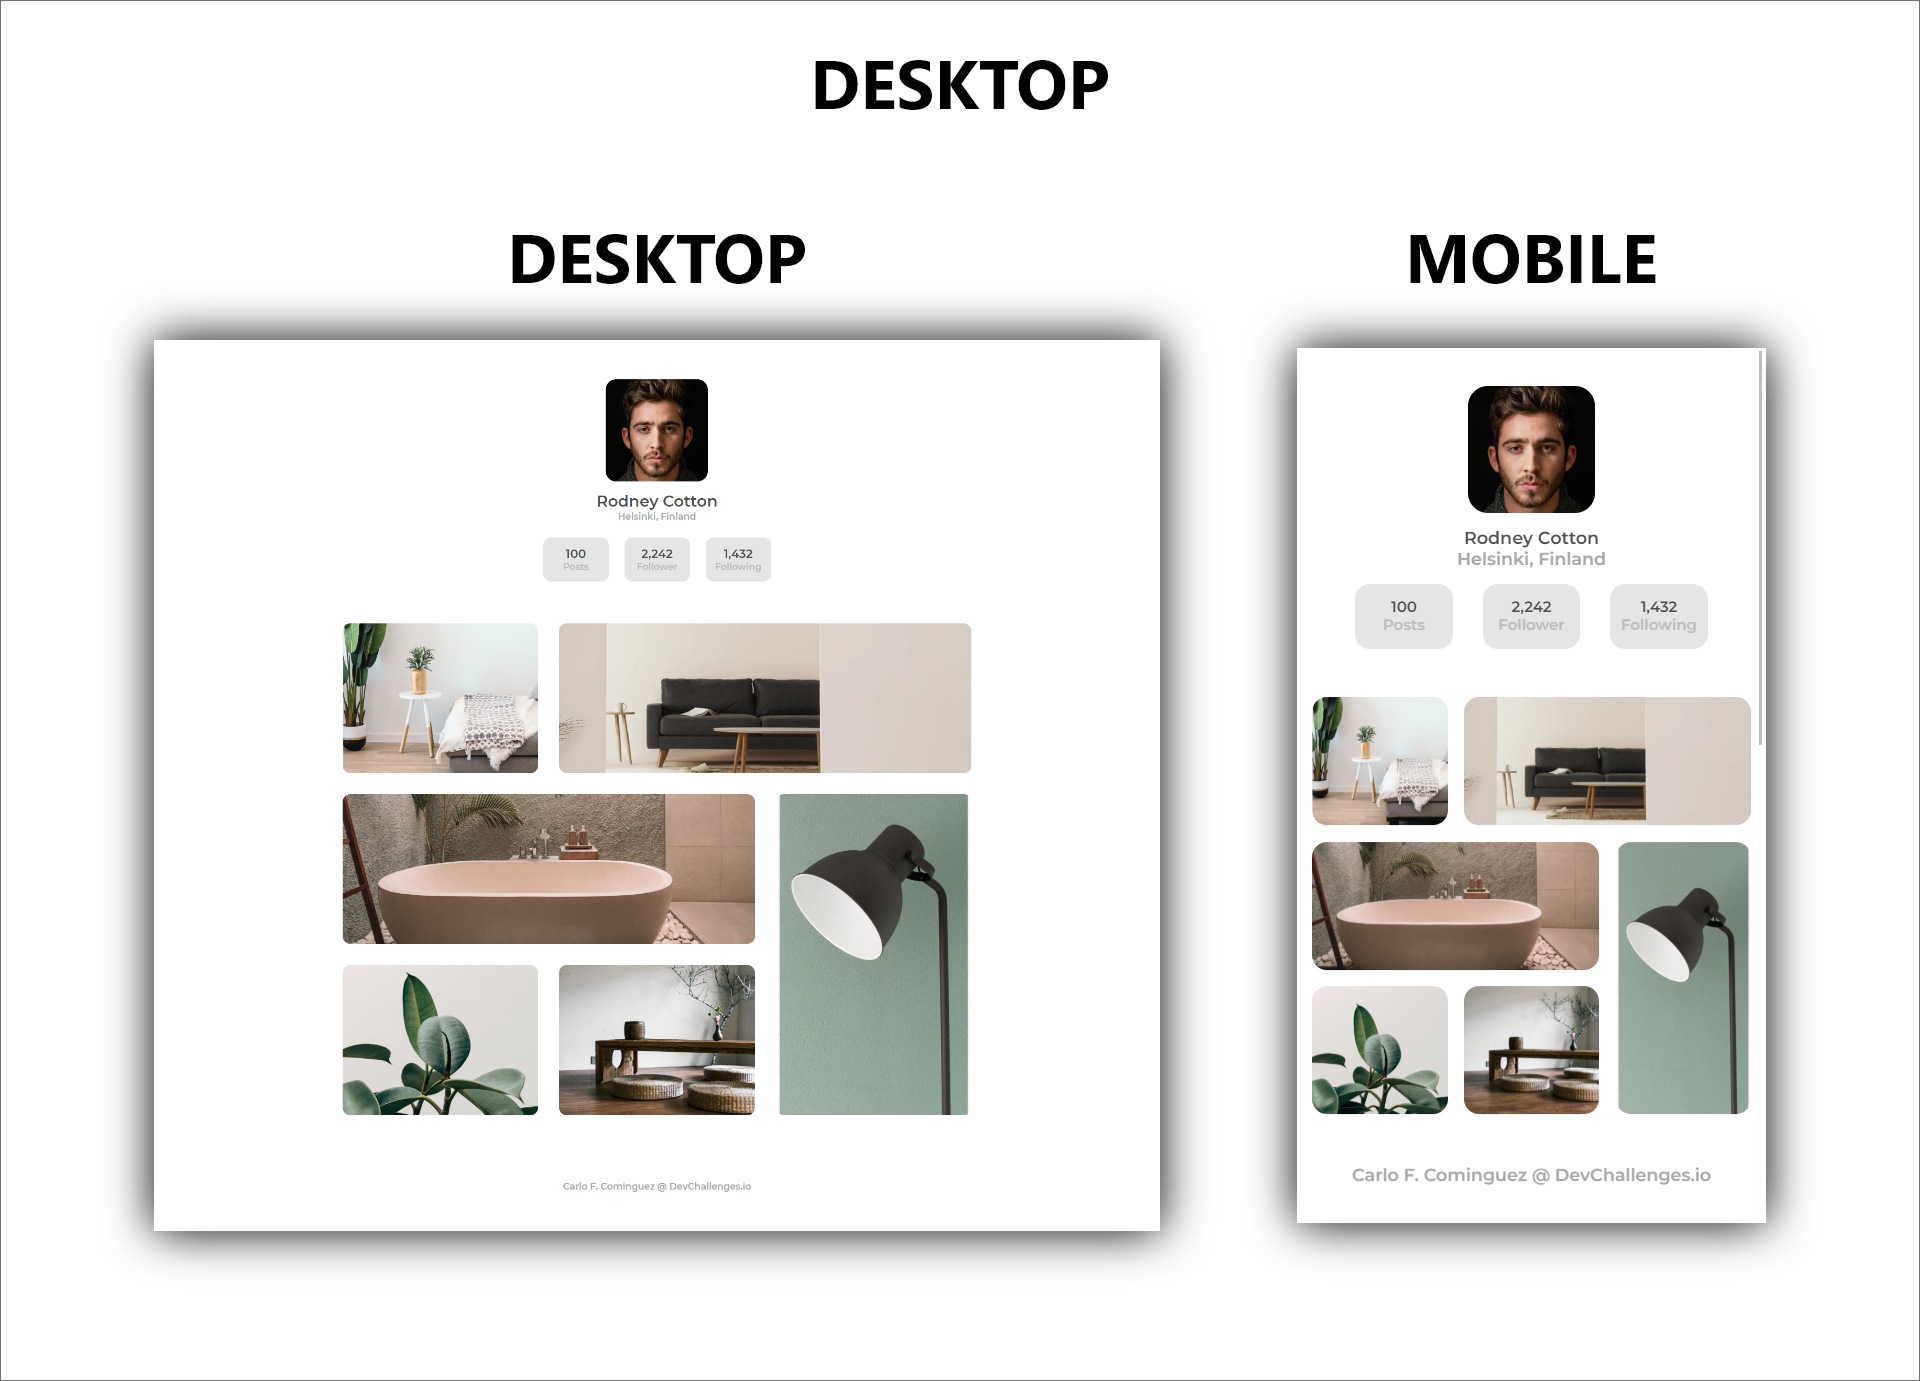 DESKTOP
DESKTOP
MOBILE
Rodney Cotton
Helsinki, Finland
100
Posts
2,242
Follower
1,432
Following
Carlo F. Cominguez @ DevChallenges.io
Rodney Cotton
Helsinki, Finland
100
Posts
2,242
Follower
1,432
Following
Carlo F. Cominguez @ DevChallenges.io